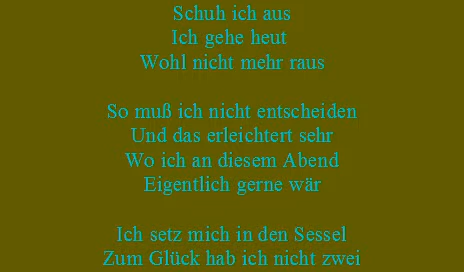 Schuh ich aus
Ich gehe heut
Wohl nicht mehr raus
So muß ich nicht entscheiden
Und das erleichtert sehr
Wo ich an diesem Abend
Eigentlich gerne wär
Ich setz mich in den Sessel
Zum Glück hab ich nicht zwei